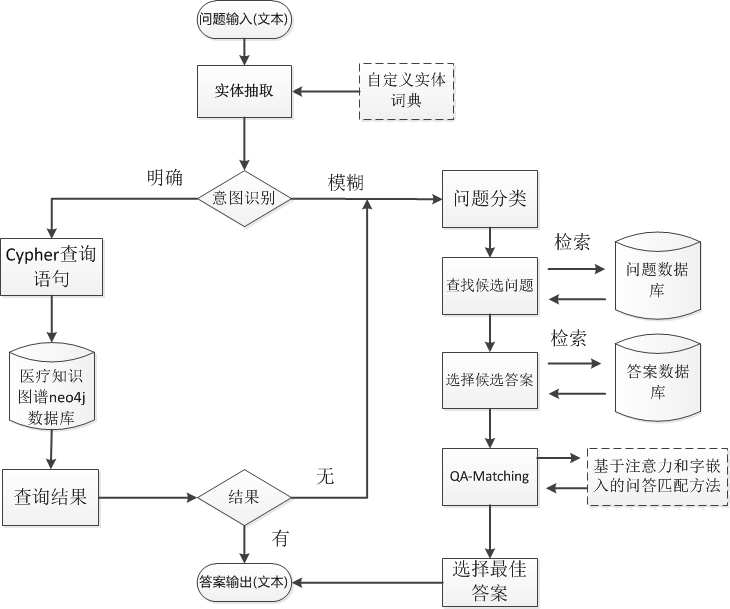 问题输入(文本)
实体抽取
自定义实体
词典
明确
意图识别
模糊
问题分类
Cypher查询
语句
检索
查找候选问题
问题数据
库
医疗知识
图谱neo4j
数据库
检索
选择候选答案
答案数据
库
查询结果
结果
无
QA-Matching
基于注意力和字嵌
入的问答匹配方法
有
答案输出(文本)
选择最佳
答案